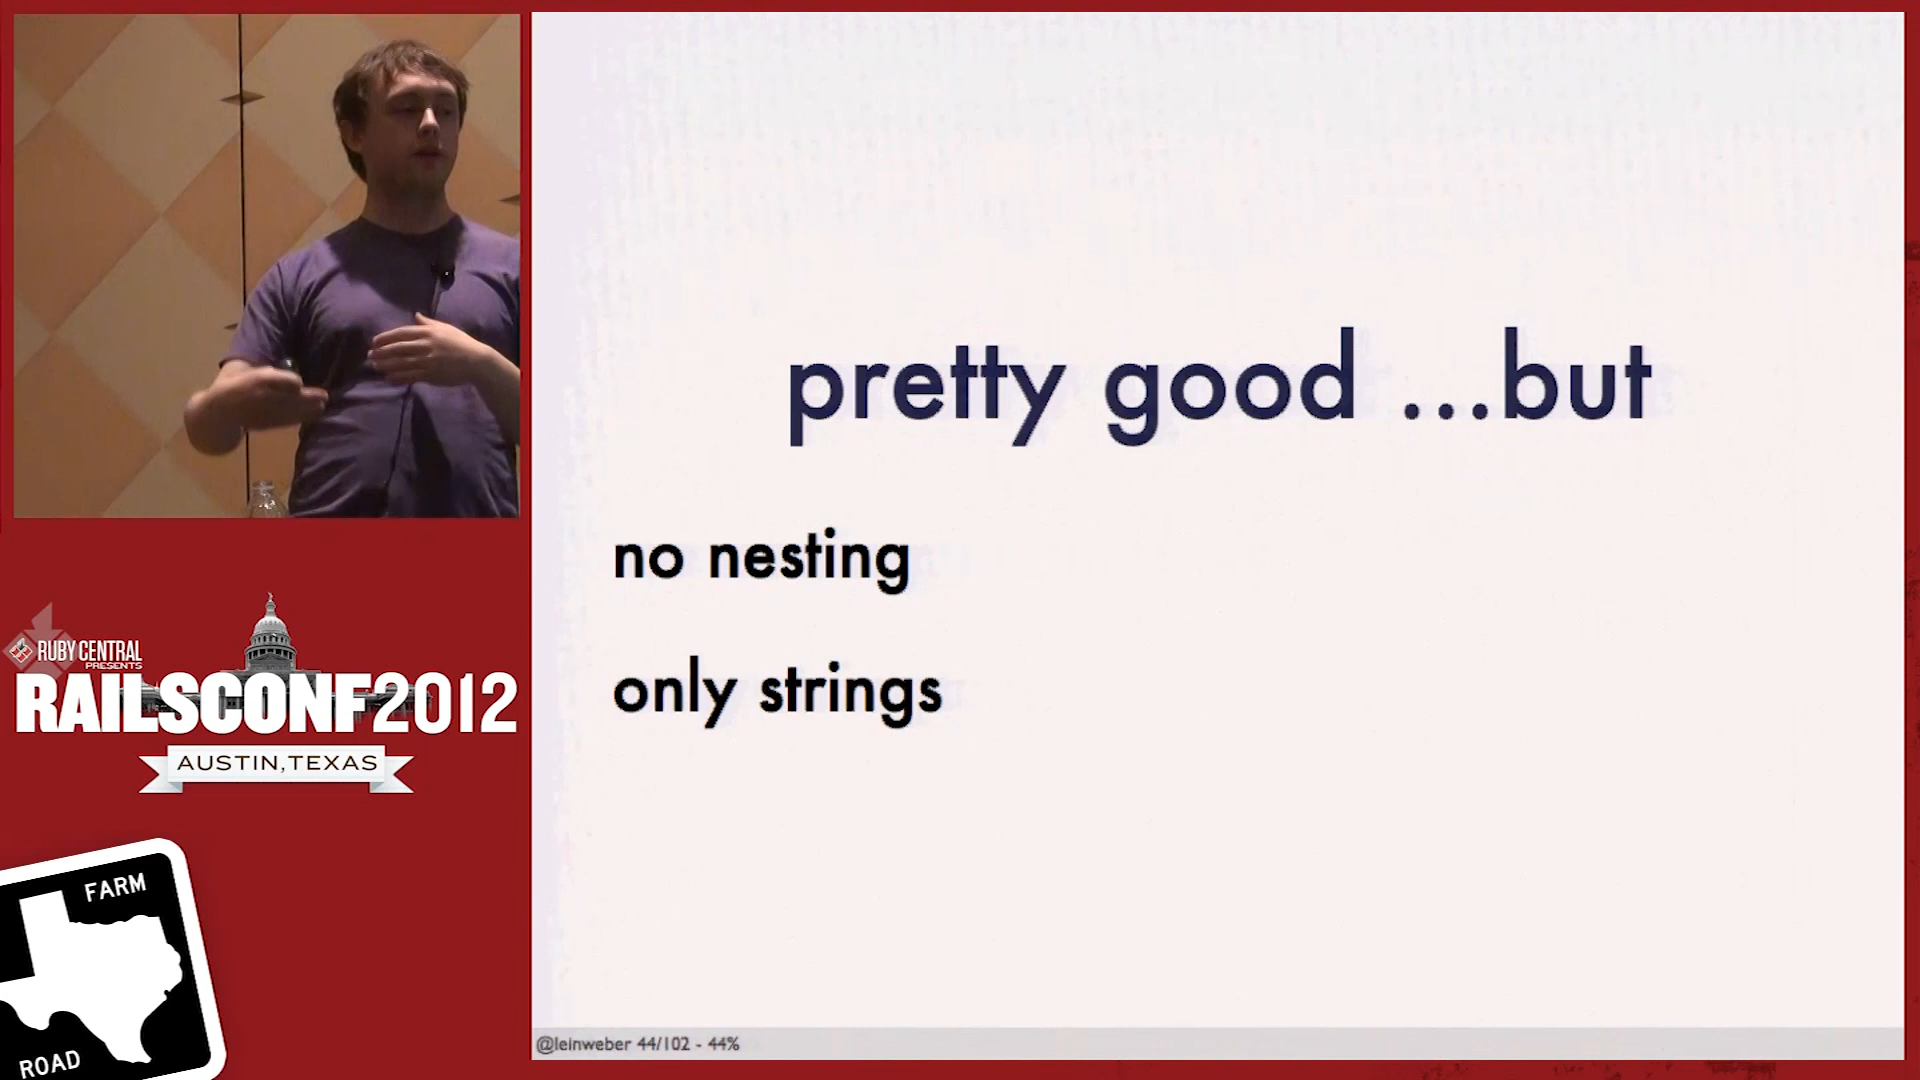 pretty good ...but
no nesting
only strings
@leinweber 44/102 - 44%
RUBY CENTRAL
PRESENTS
RAILSCONF2012
AUSTIN, TEXAS
FARM
ROAD